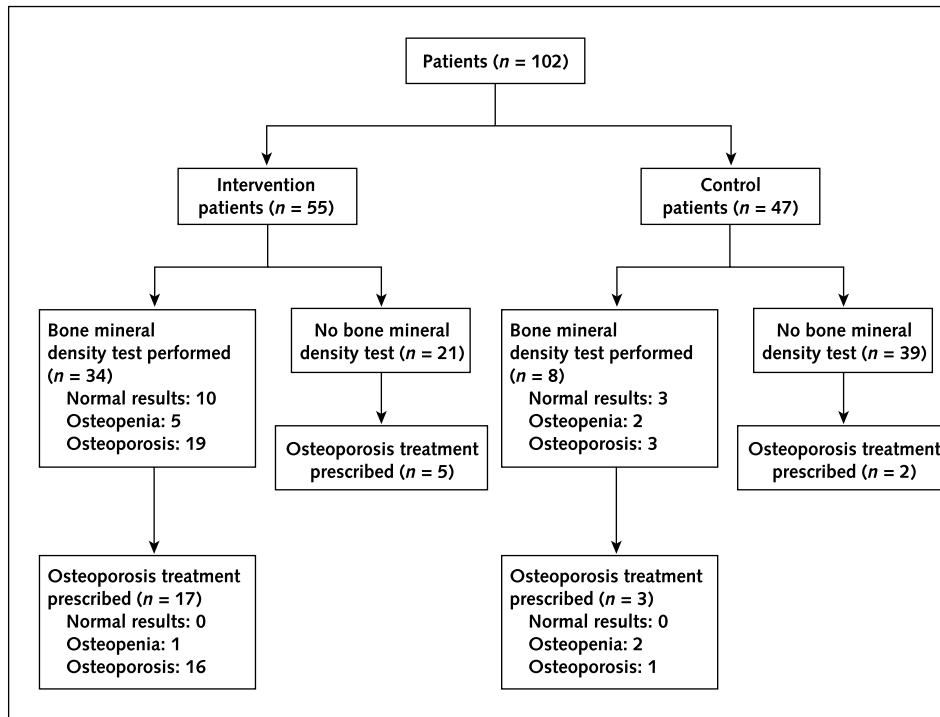 Patients (n = 102)
Intervention
patients (n = 55)
Control
patients (n = 47)
Bone mineral
density test performed
(n = 34)
Normal results: 10
Osteopenia: 5
Osteoporosis: 19
No bone mineral
density test (n = 21)
Bone mineral
density test performed
(n = 8)
Normal results: 3
Osteopenia: 2
Osteoporosis: 3
No bone mineral
density test (n = 39)
Osteoporosis treatment
prescribed (n = 5)
Osteoporosis treatment
prescribed (n = 2)
Osteoporosis treatment
prescribed (n = 17)
Normal results: 0
Osteopenia: 1
Osteoporosis: 16
Osteoporosis treatment
prescribed (n = 3)
Normal results: 0
Osteopenia: 2
Osteoporosis: 1